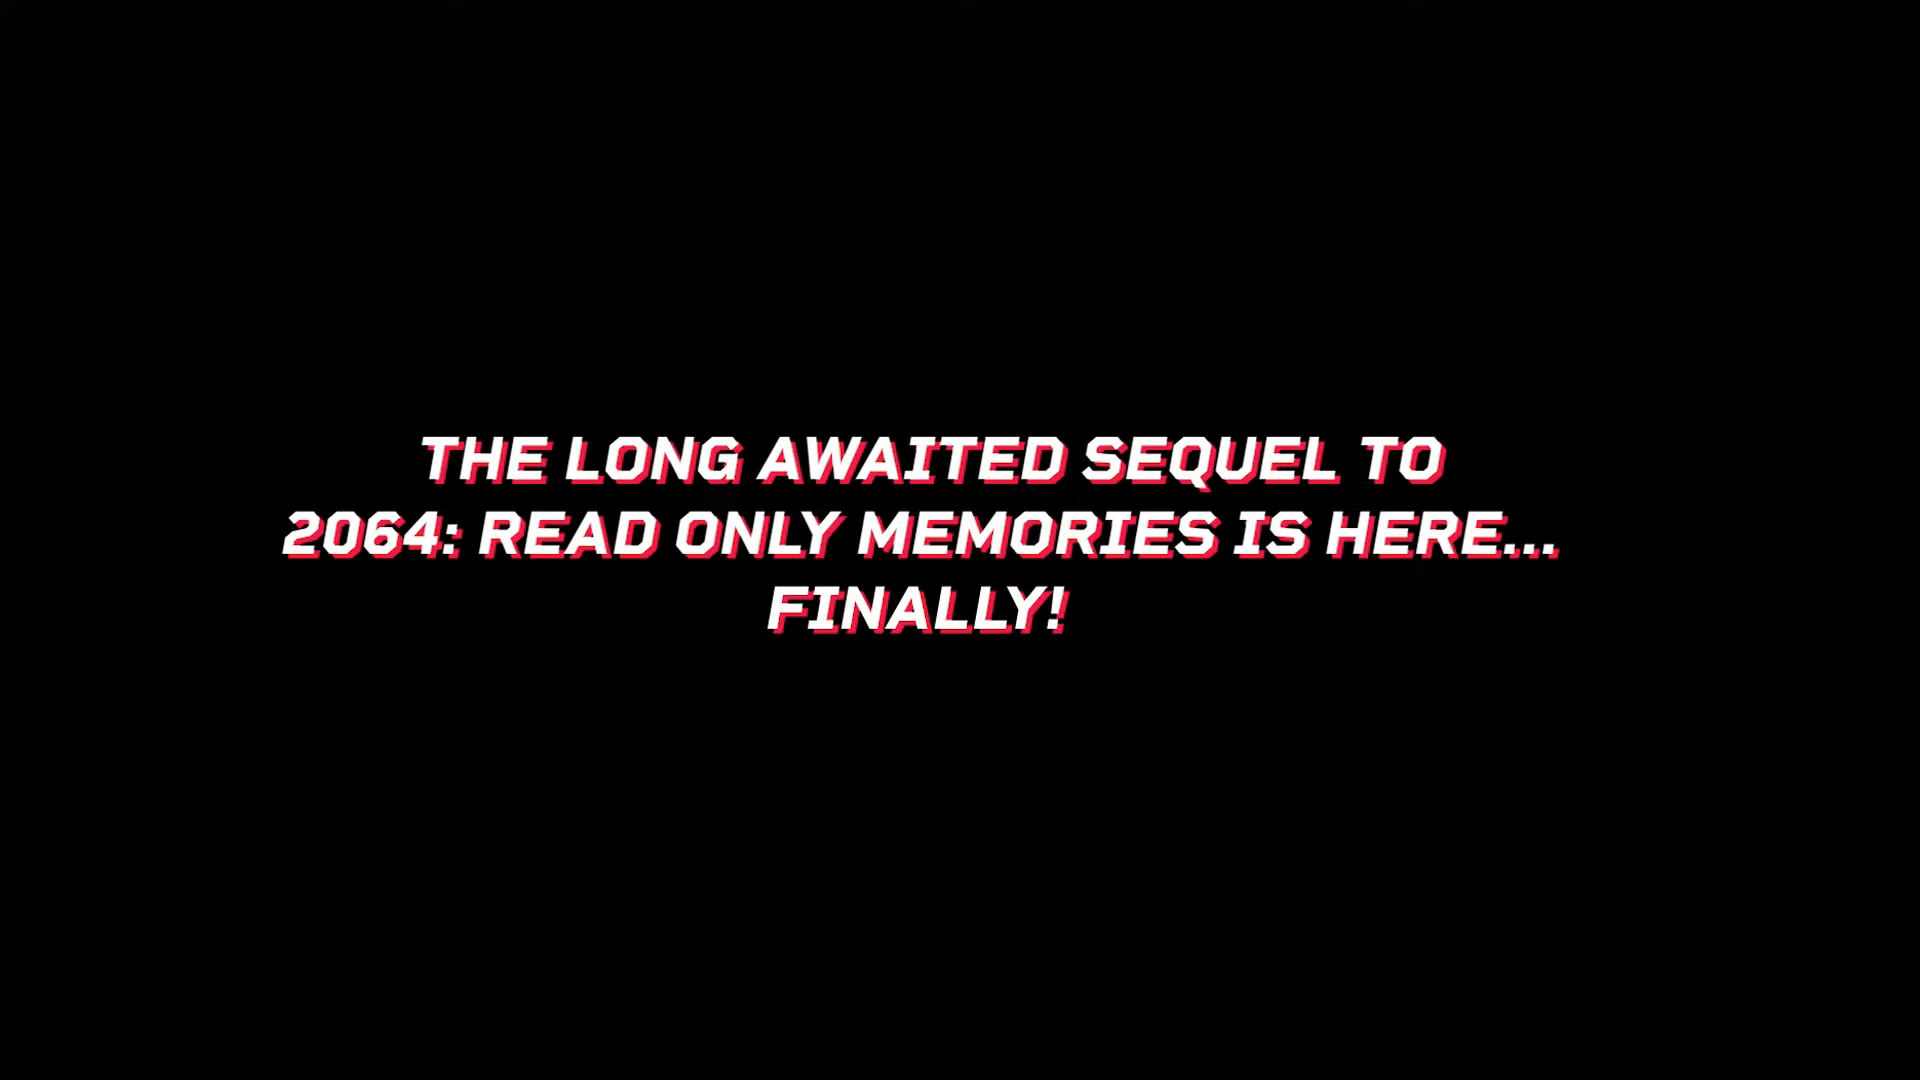 THE LONG AWAITED SEQUEL TO
2064: READ ONLY MEMORIES IS HERE...
FINALLY!